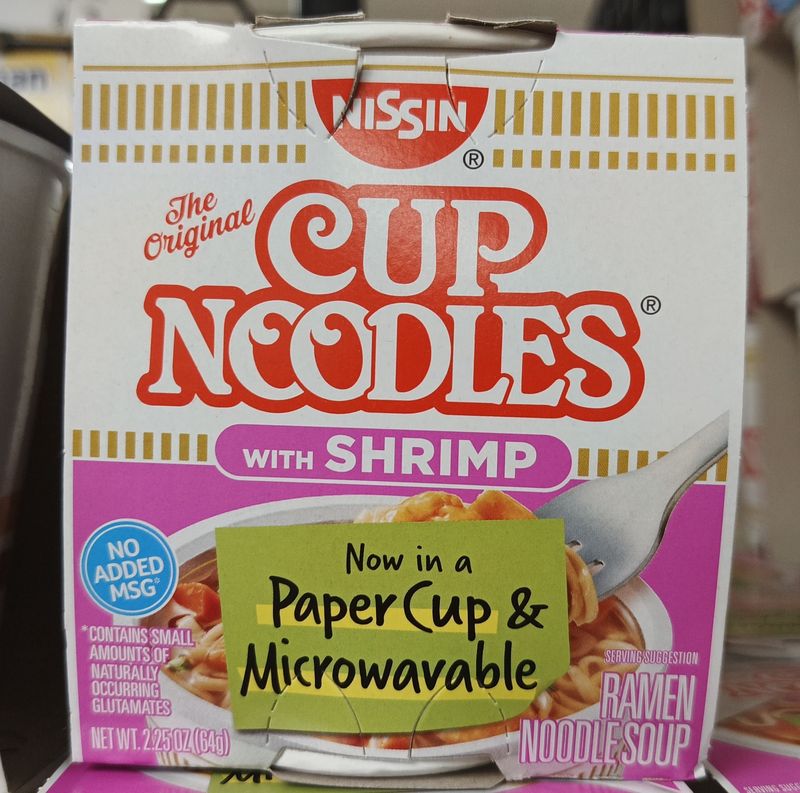 NISSIN
®
The
Original
CUP
NOODLES
®
WITH SHRIMP
NO
ADDED
MSG*
*CONTAINS SMALL
AMOUNTS OF
NATURALLY
OCCURRING
GLUTAMATES
NET WT. 2.25 OZ (64g)
Now in a
Paper Cup &
Microwavable
SERVING SUGGESTION
RAMEN
NOODLE SOUP